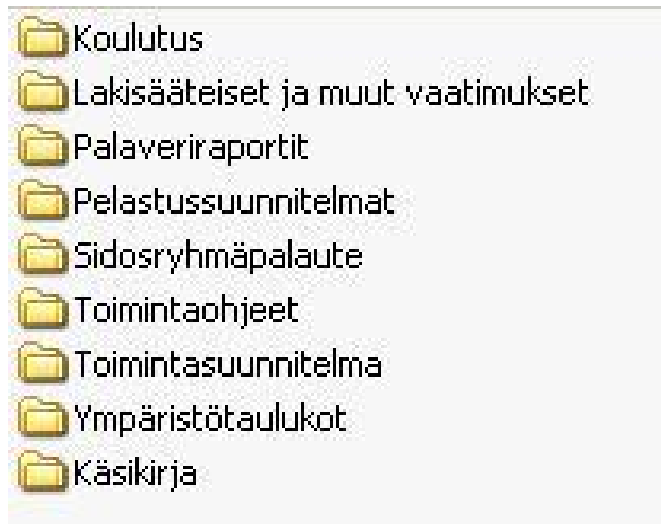 Koulutus
Lakisääteiset ja muut vaatimukset
Palaveriraportit
Pelastussuunnitelmat
Sidosryhmäpalaute
Toimintaohjeet
Toimintasuunnitelma
Ympäristötaulukot
Käsikirja